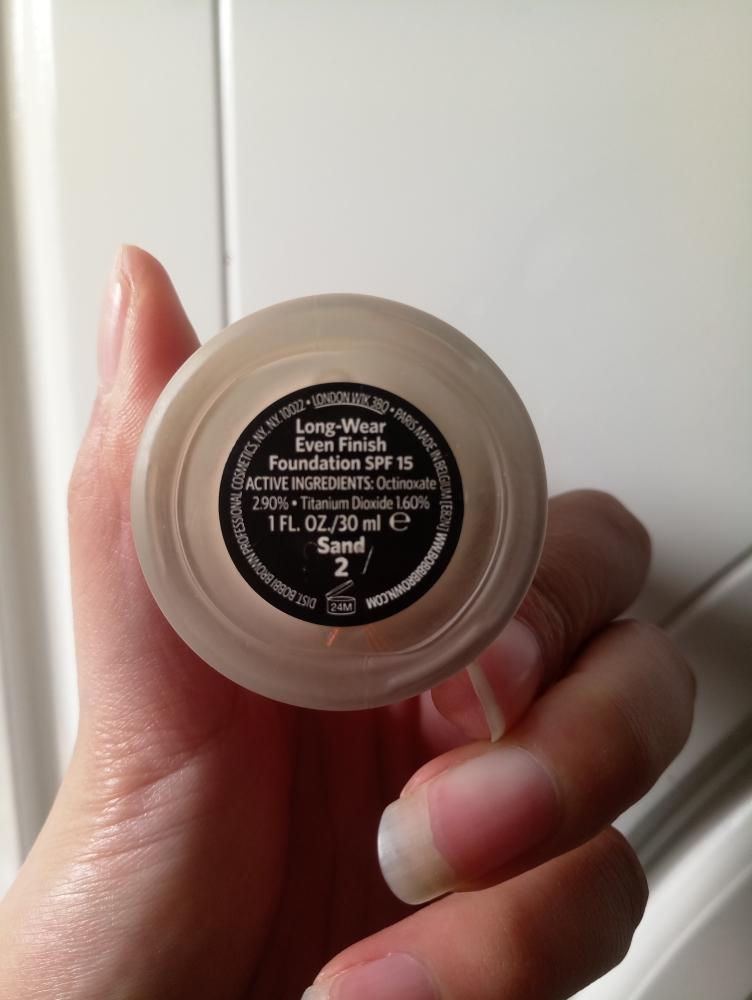 DIST. BOBBI BROWN PROFESSIONAL COSMETICS, NY, NY 10022 • LONDON W1K 3BQ • PARIS MADE IN BELGIUM WWW.BOBBIBROWN.COM
Long-Wear
Even Finish
Foundation SPF 15
ACTIVE INGREDIENTS: Octinoxate
2.90% • Titanium Dioxide 1.60%
1 FL. OZ./30 ml ℮
Sand
2
24M